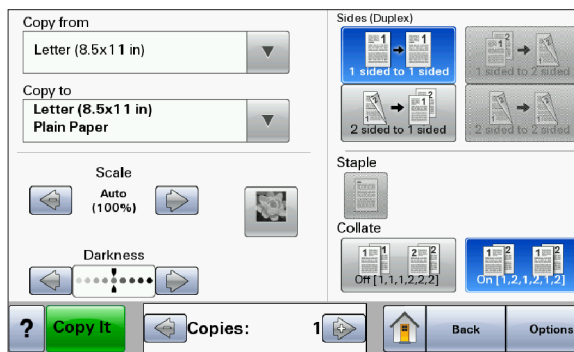 Copy from
Letter (8.5x11 in)
Copy to
Letter (8.5x11 in)
Plain Paper
Scale
Auto
(100%)
Darkness
Sides (Duplex)
1 sided to 1 sided
1 sided to 2 sided
2 sided to 1 sided
2 sided to 2 sided
Staple
Collate
Off [1,1,1,2,2,2]
On [1,2,1,2,1,2]
? Copy It Copies: 1 Back Options